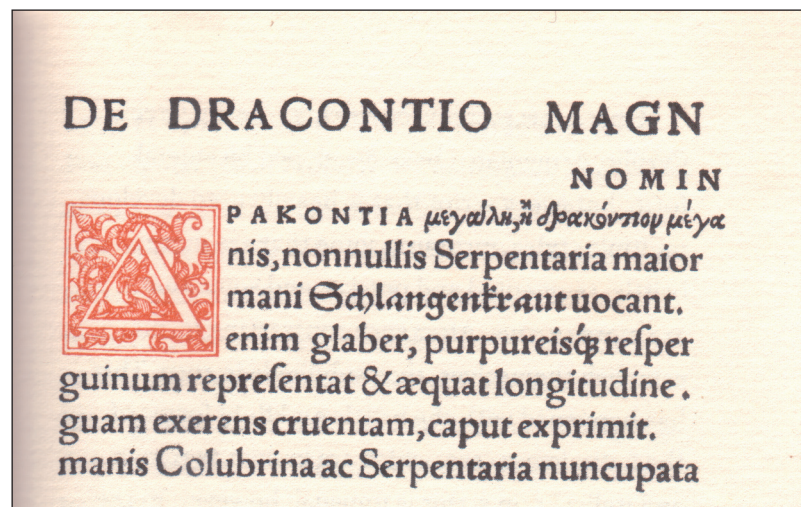 DE DRACONTIO MAGN
NOMIN
ΔΡΑΚΟΝΤΙΑ μεγάλη, ἢ δρακόντιον μέγα
nis, nonnullis Serpentaria maior
mani Schlangenkraut uocant.
enim glaber, purpureisq́; reſper
guinum repreſentat & æquat longitudine.
guam exerens cruentam, caput exprimit.
manis Colubrina ac Serpentaria nuncupata